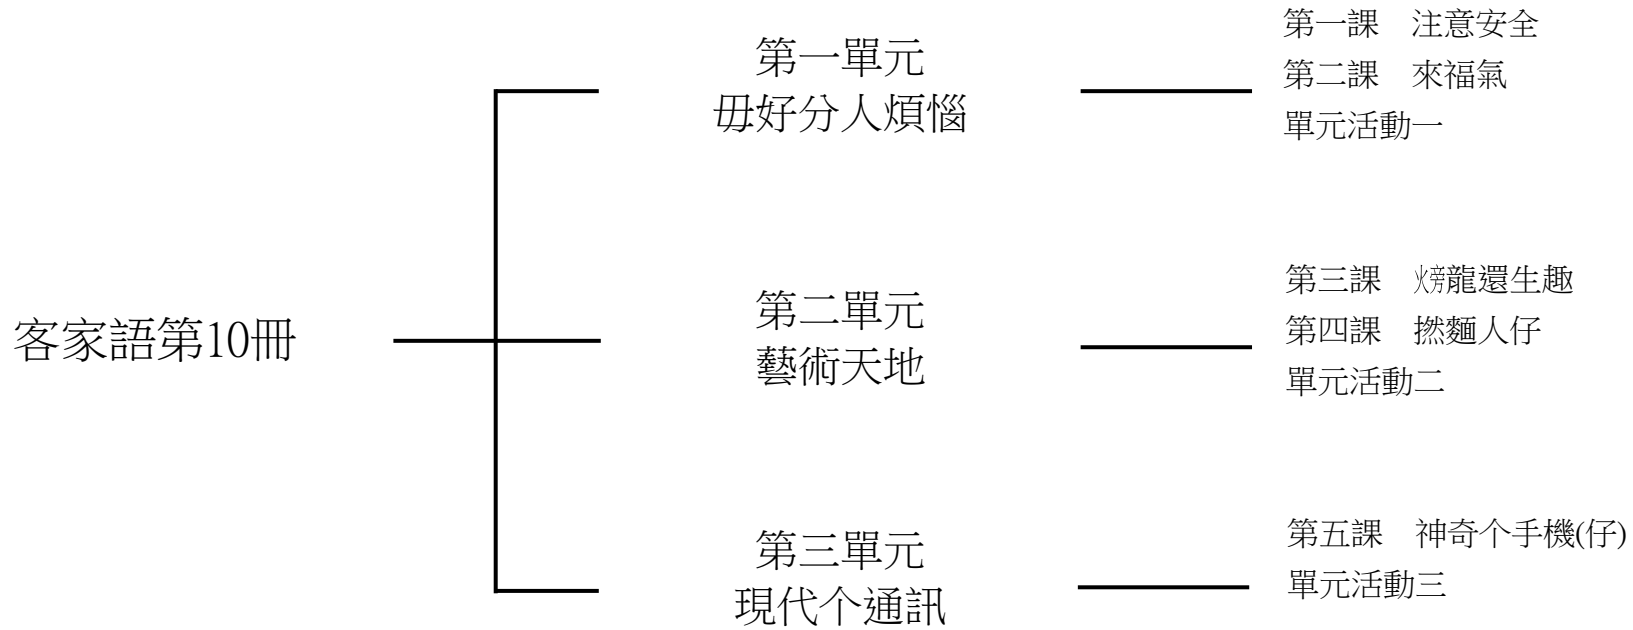 客家語第10冊
第一單元
毋好分人煩惱
第一課　注意安全
第二課　來福氣
單元活動一
第二單元
藝術天地
第三課　㶶龍還生趣
第四課　撚麵人仔
單元活動二
第三單元
現代个通訊
第五課　神奇个手機(仔)
單元活動三